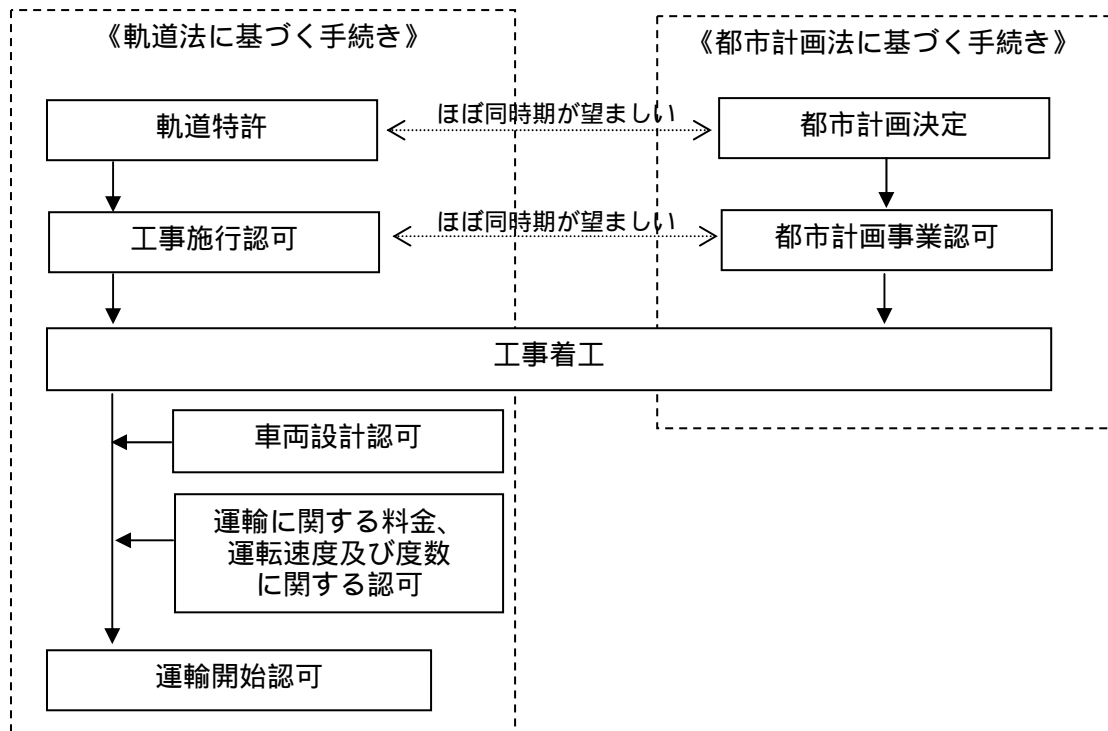 《軌道法に基づく手続き》
《都市計画法に基づく手続き》
軌道特許
ほぼ同時期が望ましい
都市計画決定
工事施行認可
ほぼ同時期が望ましい
都市計画事業認可
工事着工
車両設計認可
運輸に関する料金、
運転速度及び度数
に関する認可
運輸開始認可